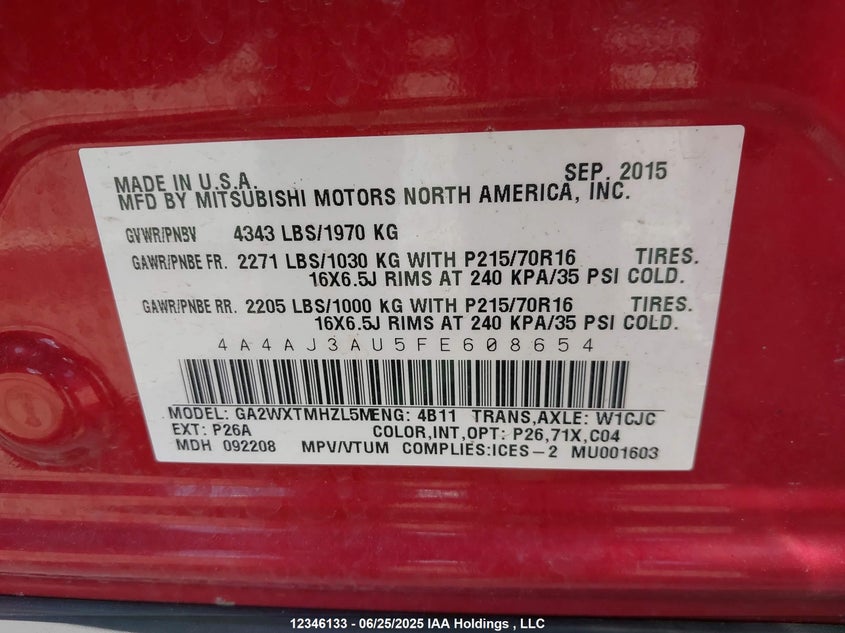 SEP. 2015
MADE IN U.S.A.
MFD BY MITSUBISHI MOTORS NORTH AMERICA, INC.
GVWR/PNBV 4343 LBS/1970 KG
GAWR/PNBE FR. 2271 LBS/1030 KG WITH P215/70R16 TIRES.
16X6.5J RIMS AT 240 KPA/35 PSI COLD.
GAWR/PNBE RR. 2205 LBS/1000 KG WITH P215/70R16 TIRES.
16X6.5J RIMS AT 240 KPA/35 PSI COLD.
4A4AJ3AU5FE608654
MODEL: GA2WXTMHZL5M ENG: 4B11 TRANS,AXLE: W1CJC
EXT: P26A COLOR,INT,OPT: P26,71X,C04
MDH 092208 MPV/VTUM COMPLIES:ICES-2 MU001603
12346133 - 06/25/2025 IAA Holdings , LLC